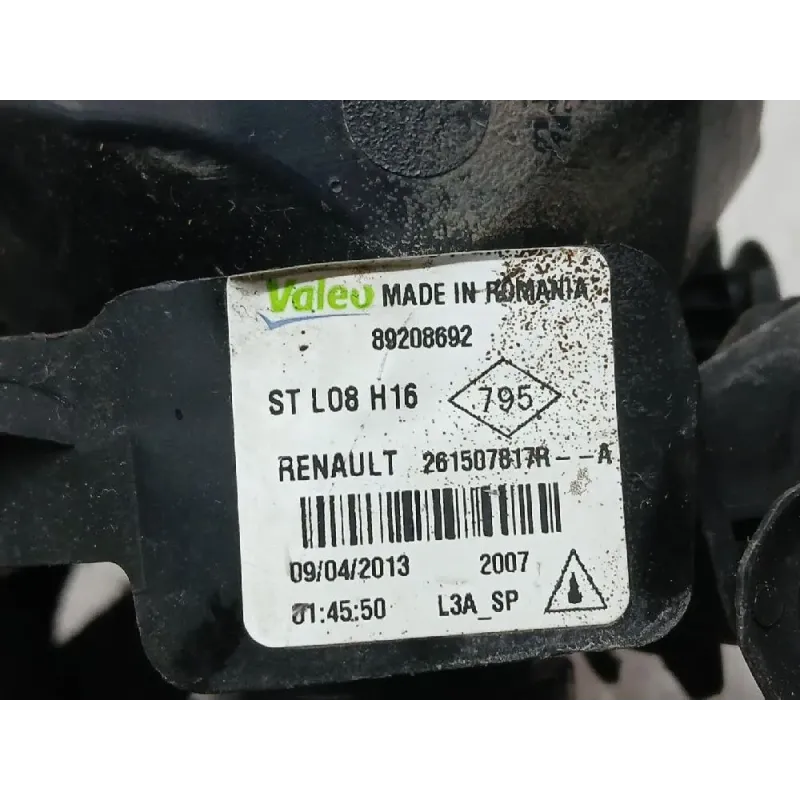 Valeo MADE IN ROMANIA
89208692
ST L08 H16 795
RENAULT 261507817R--A
09/04/2013 2007
01:45:50 L3A_SP